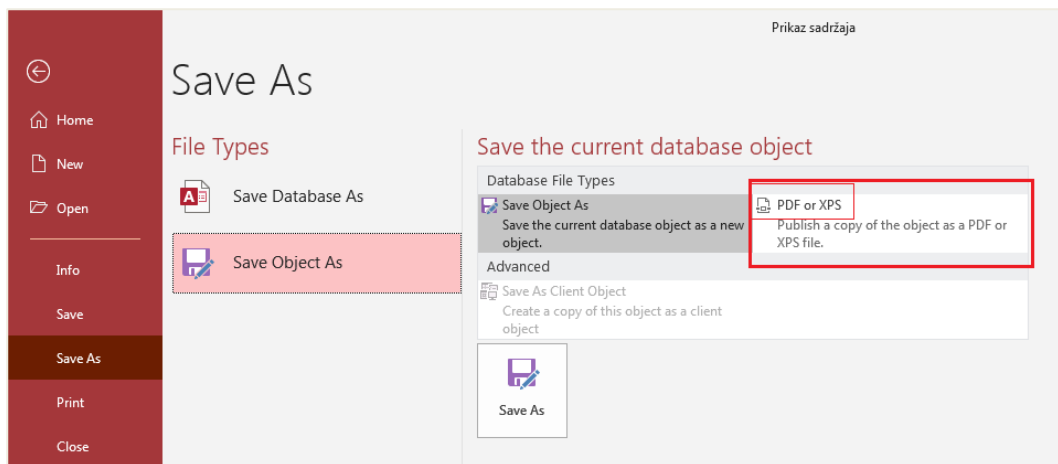 Prikaz sadržaja
Home
New
Open
Info
Save
Save As
Print
Close
Save As
File Types
Save Database As
Save Object As
Save the current database object
Database File Types
Save Object As
Save the current database object as a new
object.
PDF or XPS
Publish a copy of the object as a PDF or
XPS file.
Advanced
Save As Client Object
Create a copy of this object as a client
object
Save As